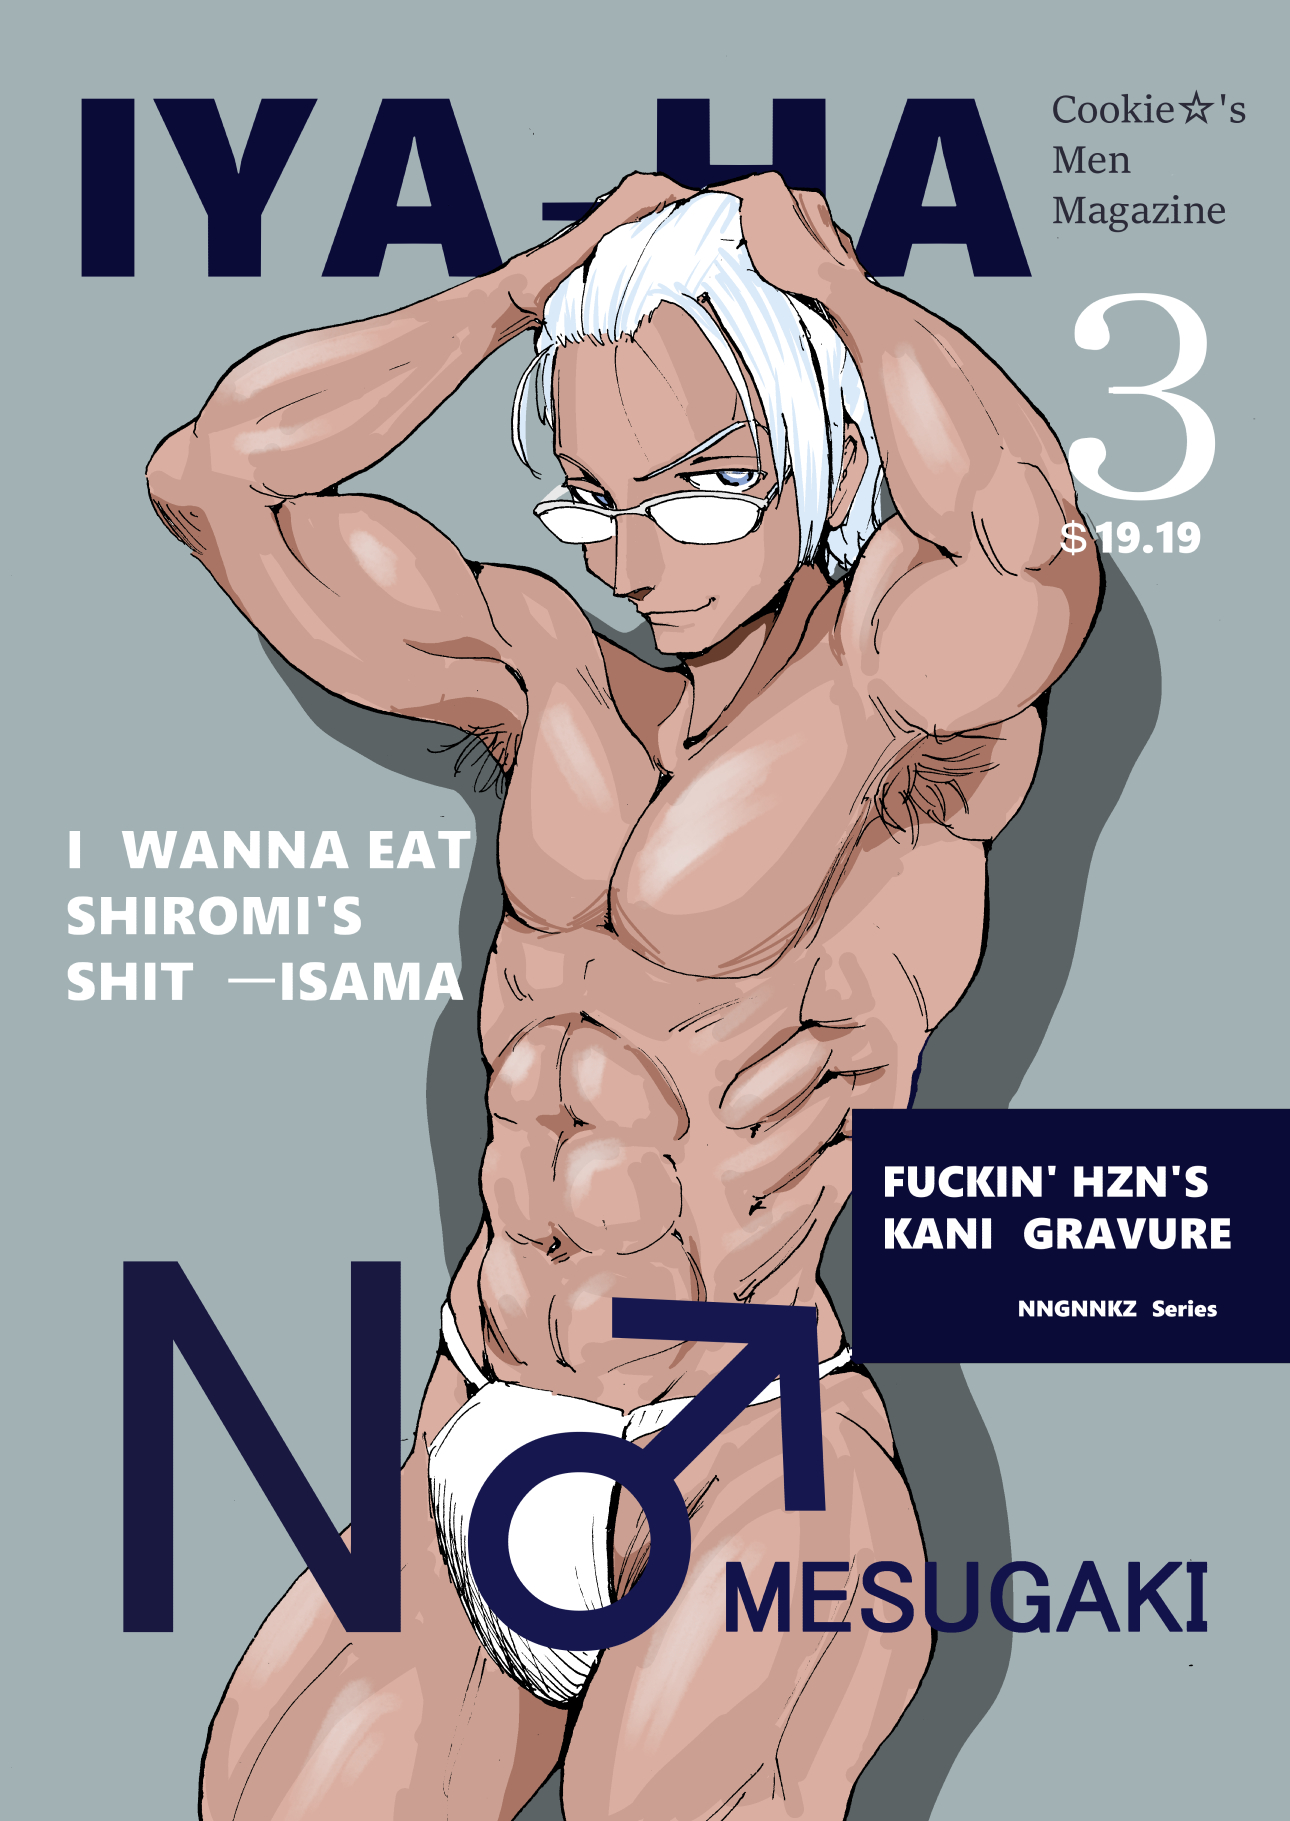 IYA-HA
Cookie☆'s
Men
Magazine
3
$19.19
I WANNA EAT
SHIROMI'S
SHIT —ISAMA
FUCKIN' HZN'S
KANI GRAVURE
NNGNNKZ Series
N♂
MESUGAKI